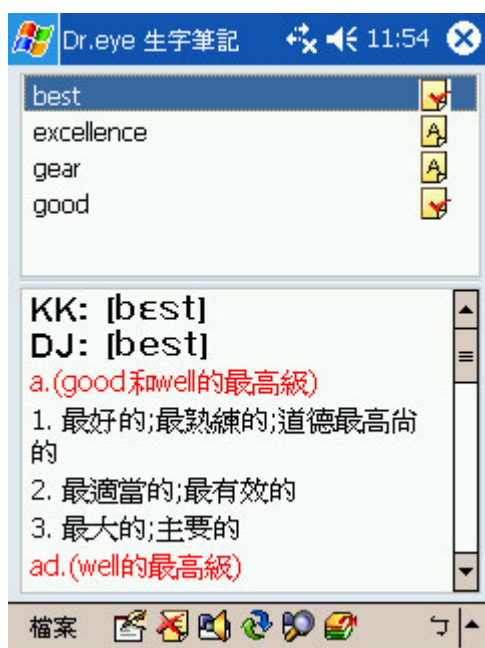 Dr.eye 生字筆記 11:54
best
excellence
gear
good
KK: [bɛst]
DJ: [best]
a.(good和well的最高級)
1. 最好的;最熟練的;道德最高尚
的
2. 最適當的;最有效的
3. 最大的;主要的
ad.(well的最高級)
檔案 ㄅ